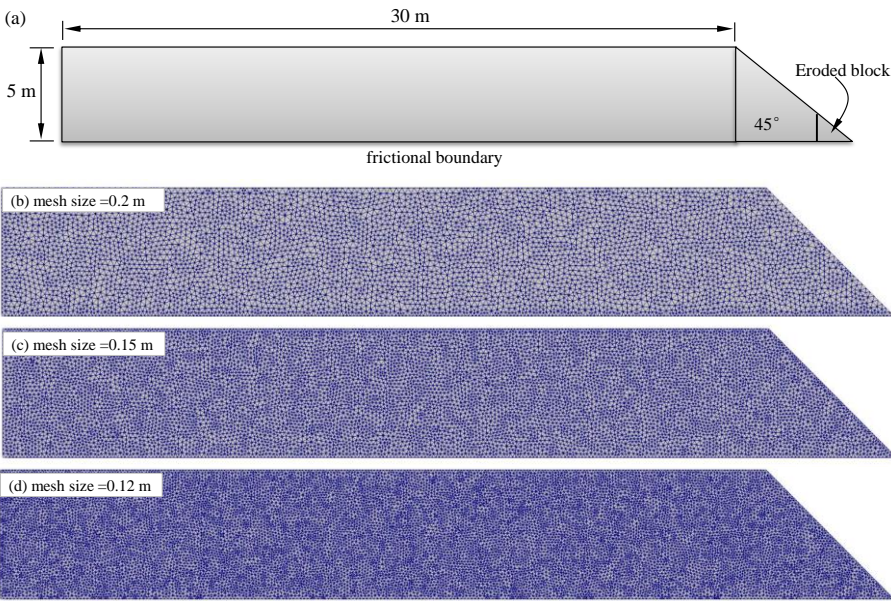 (a)
30 m
5 m
Eroded block
45°
frictional boundary
(b) mesh size =0.2 m
(c) mesh size =0.15 m
(d) mesh size =0.12 m